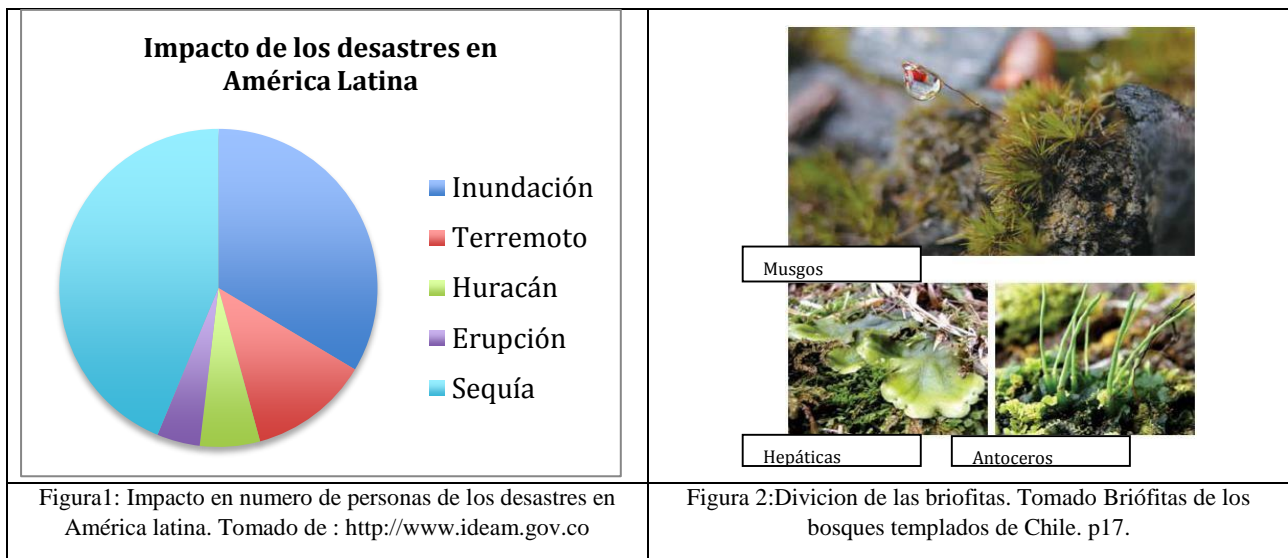 Impacto de los desastres en
América Latina
Inundación
Terremoto
Huracán
Erupción
Sequía
Figura1: Impacto en numero de personas de los desastres en
América latina. Tomado de : http://www.ideam.gov.co
Musgos
Hepáticas
Antoceros
Figura 2:Divicion de las briofitas. Tomado Briófitas de los
bosques templados de Chile. p17.